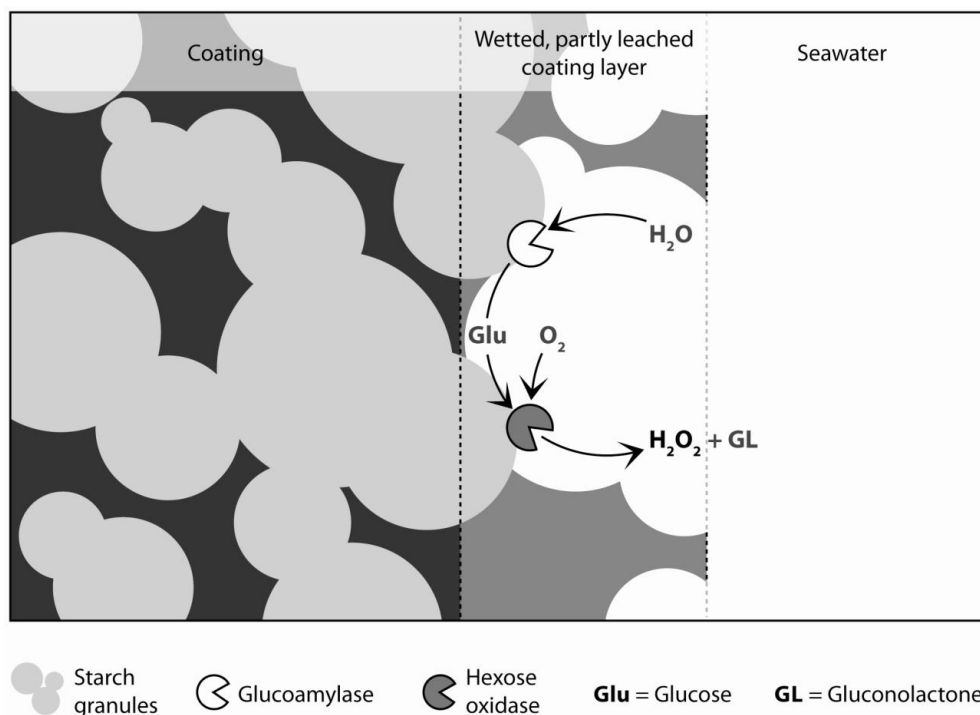 Coating
Wetted, partly leached
coating layer
Seawater
H₂O
Glu
O₂
H₂O₂ + GL
Starch
granules
Glucoamylase
Hexose
oxidase
Glu = Glucose
GL = Gluconolactone